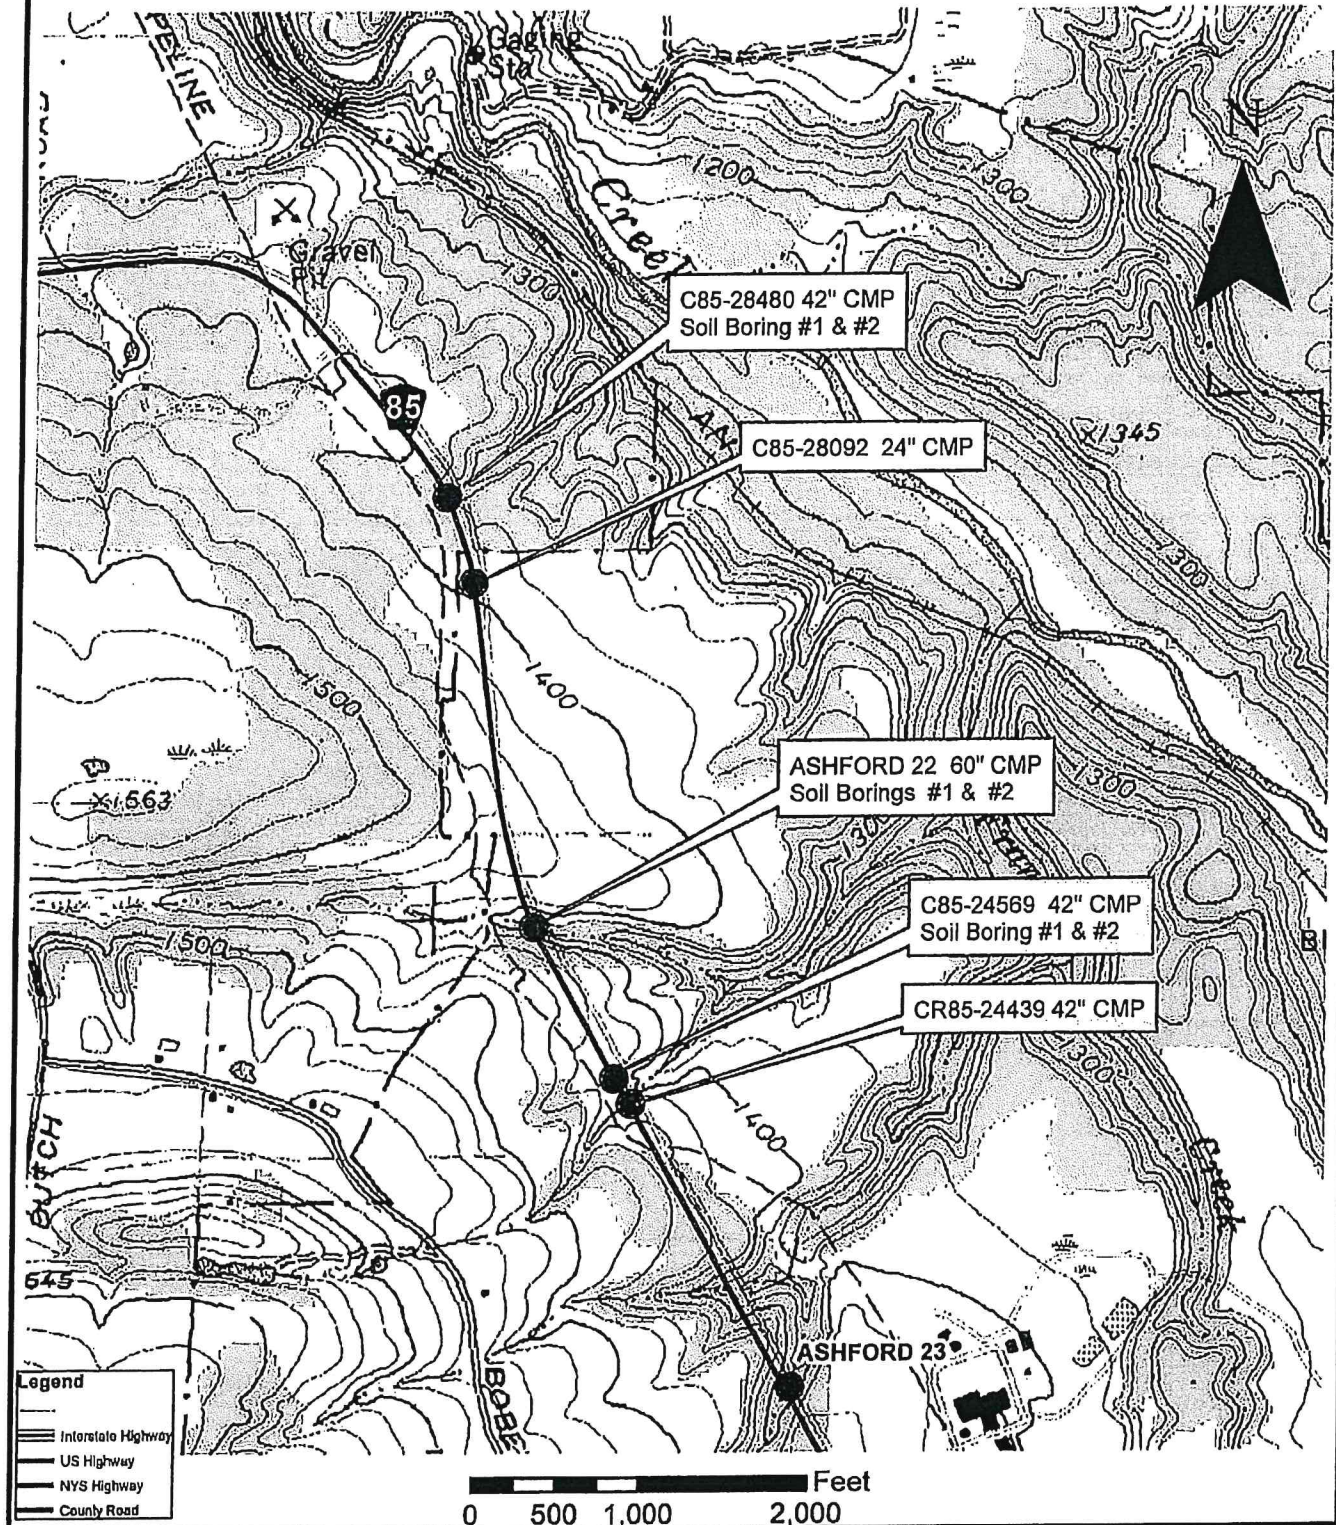 PELINE
Gaging
Sta
N
1200
1300
Creek
Gravel
Pit
1300
C85-28480 42" CMP
Soil Boring #1 & #2
85
C85-28092 24" CMP
1345
1300
1500
1400
ASHFORD 22 60" CMP
Soil Borings #1 & #2
1300
1563
C85-24569 42" CMP
Soil Boring #1 & #2
1500
CR85-24439 42" CMP
1300
1400
DUTCH
Creek
645
ASHFORD 23
Legend
Interstate Highway
US Highway
NYS Highway
County Road
Feet
0 500 1,000 2,000